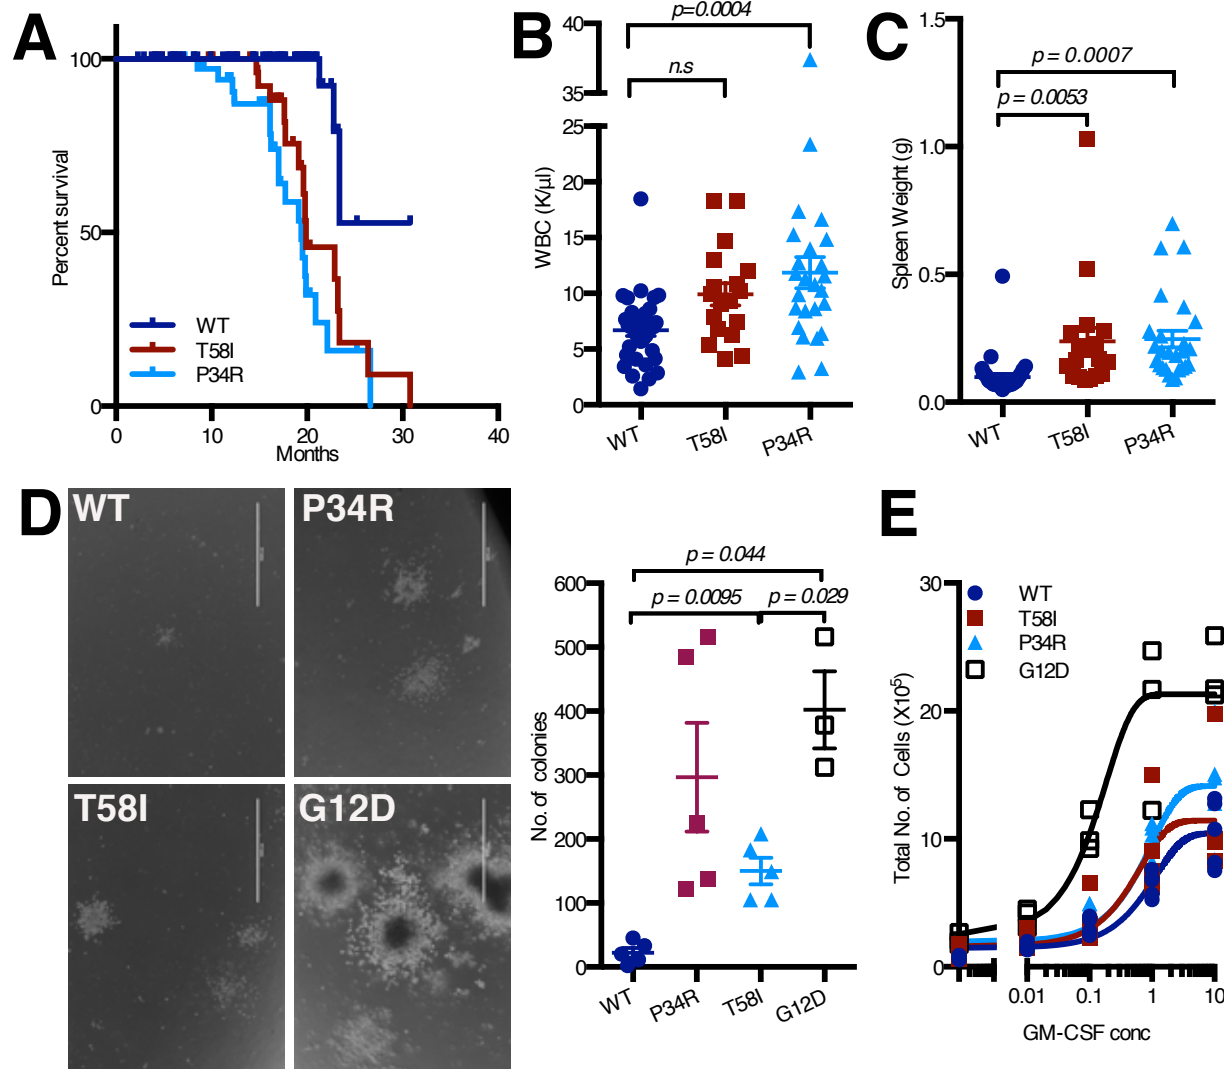 A
Percent survival
100
50
0
0 10 20 30 40
Months
WT
T58I
P34R
B
WBC (K/µl)
40
35
25
20
15
10
5
0
p=0.0004
n.s
WT T58I P34R
C
Spleen Weight (g)
1.5
1.0
0.5
0.0
p = 0.0007
p = 0.0053
WT T58I P34R
D
WT
P34R
T58I
G12D
No. of colonies
600
500
400
300
200
100
0
p = 0.044
p = 0.0095
p = 0.029
WT P34R T58I G12D
E
Total No. of Cells (X10⁵)
30
20
10
0
WT
T58I
P34R
G12D
0.01 0.1 1 10
GM-CSF conc